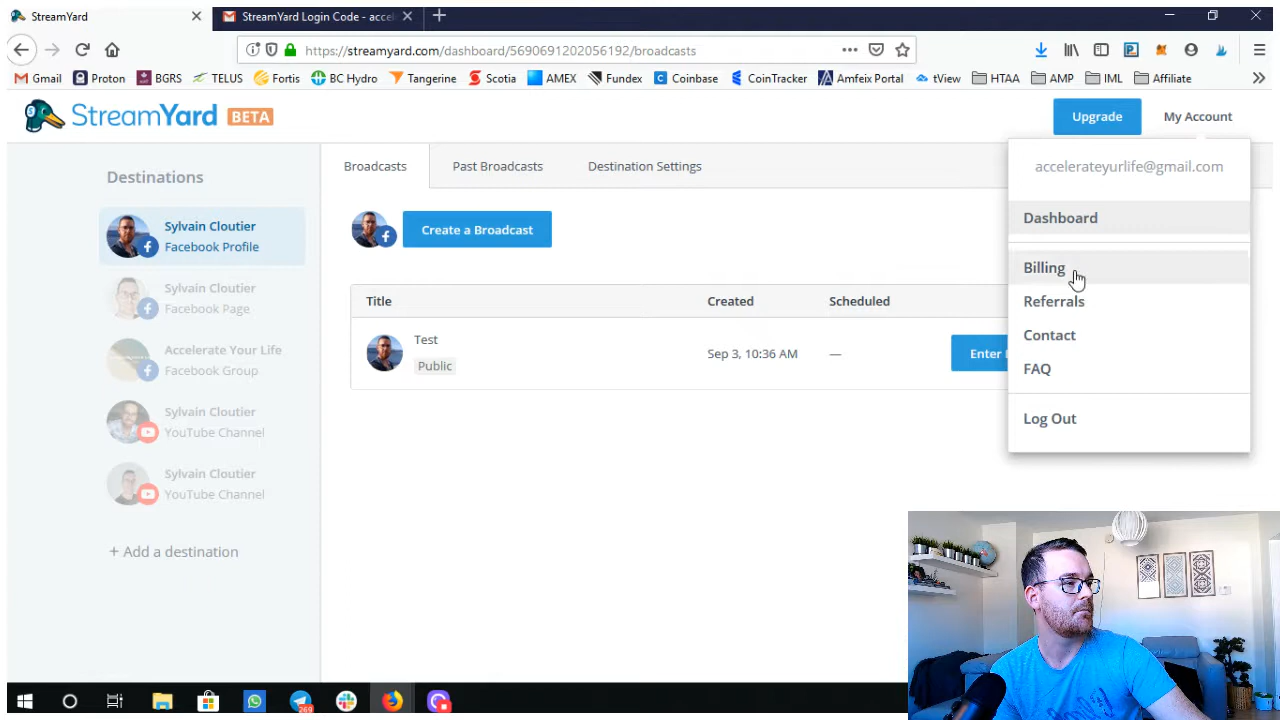 StreamYard
StreamYard Login Code - acce
https://streamyard.com/dashboard/5690691202056192/broadcasts
Gmail Proton BGRS TELUS Fortis BC Hydro Tangerine Scotia AMEX Fundex Coinbase CoinTracker Amfeix Portal tView HTAA AMP IML Affiliate
StreamYard BETA
Upgrade
My Account
Destinations
Broadcasts
Past Broadcasts
Destination Settings
accelerateyurlife@gmail.com
Sylvain Cloutier
Facebook Profile
Create a Broadcast
Dashboard
Billing
Sylvain Cloutier
Facebook Page
Title
Created
Scheduled
Referrals
Contact
Accelerate Your Life
Facebook Group
Test
Public
Sep 3, 10:36 AM
—
Enter
FAQ
Sylvain Cloutier
YouTube Channel
Log Out
Sylvain Cloutier
YouTube Channel
+ Add a destination
269